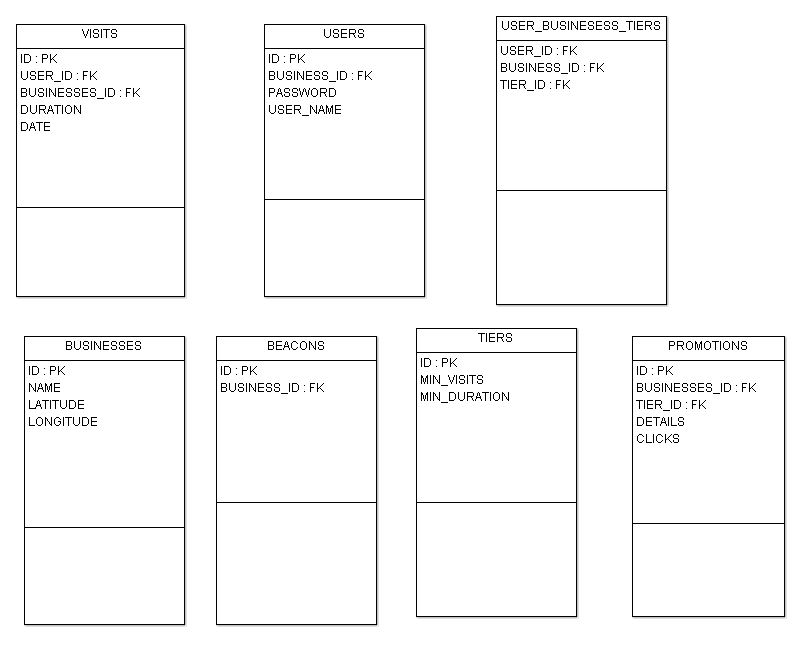 VISITS
ID : PK
USER_ID : FK
BUSINESSES_ID : FK
DURATION
DATE
USERS
ID : PK
BUSINESS_ID : FK
PASSWORD
USER_NAME
USER_BUSINESESS_TIERS
USER_ID : FK
BUSINESS_ID : FK
TIER_ID : FK
BUSINESSES
ID : PK
NAME
LATITUDE
LONGITUDE
BEACONS
ID : PK
BUSINESS_ID : FK
TIERS
ID : PK
MIN_VISITS
MIN_DURATION
PROMOTIONS
ID : PK
BUSINESSES_ID : FK
TIER_ID : FK
DETAILS
CLICKS